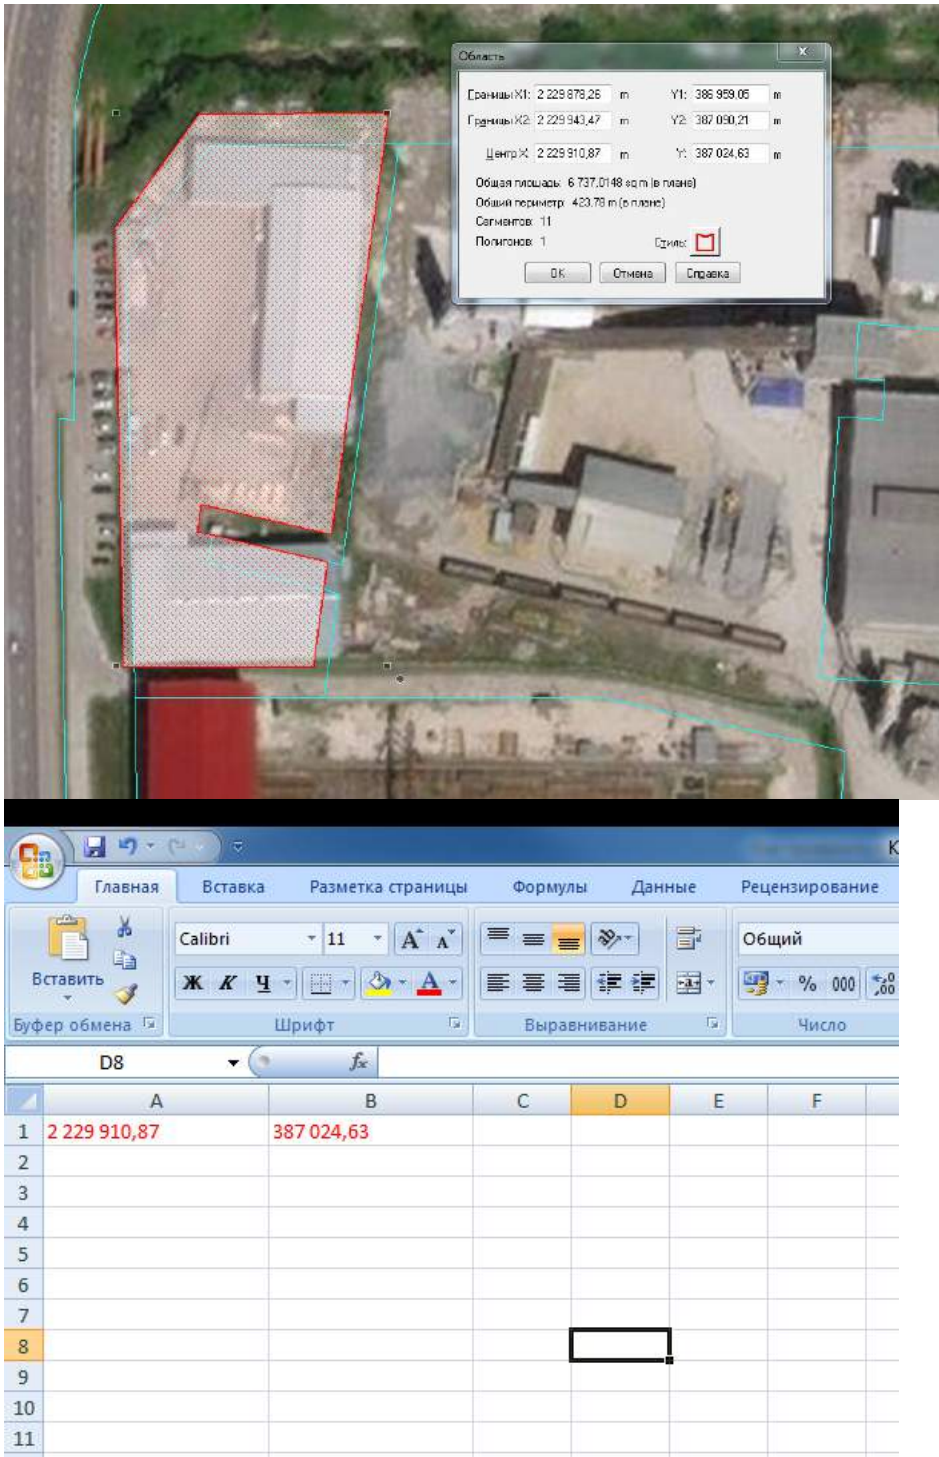 Область
Границы X1: 2 229 878,26 m Y1: 386 959,05 m
Границы X2: 2 229 943,47 m Y2: 387 090,21 m
Центр X: 2 229 910,87 m Y: 387 024,63 m
Общая площадь: 6 737,0148 sq m (в плане)
Общий периметр: 423.78 m (в плане)
Сегментов: 11
Полигонов: 1 Стиль:
OK Отмена Справка
К
Главная Вставка Разметка страницы Формулы Данные Рецензирование
Calibri 11 Общий
Вставить Ж К Ч % 000
Буфер обмена Шрифт Выравнивание Число
D8 fx
A B C D E F
1 2 229 910,87 387 024,63
2
3
4
5
6
7
8
9
10
11